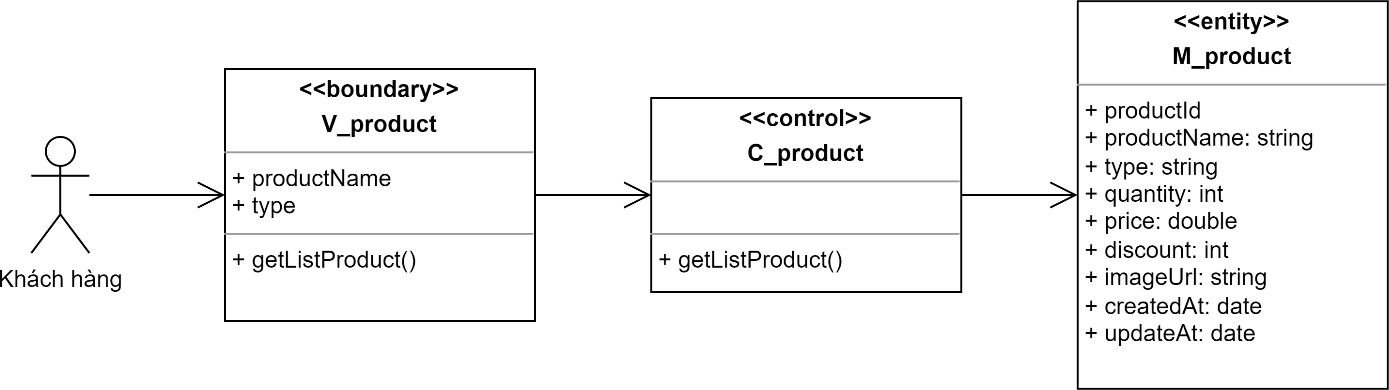 Khách hàng
<<boundary>>
V_product
+ productName
+ type
+ getListProduct()
<<control>>
C_product
+ getListProduct()
<<entity>>
M_product
+ productId
+ productName: string
+ type: string
+ quantity: int
+ price: double
+ discount: int
+ imageUrl: string
+ createdAt: date
+ updateAt: date